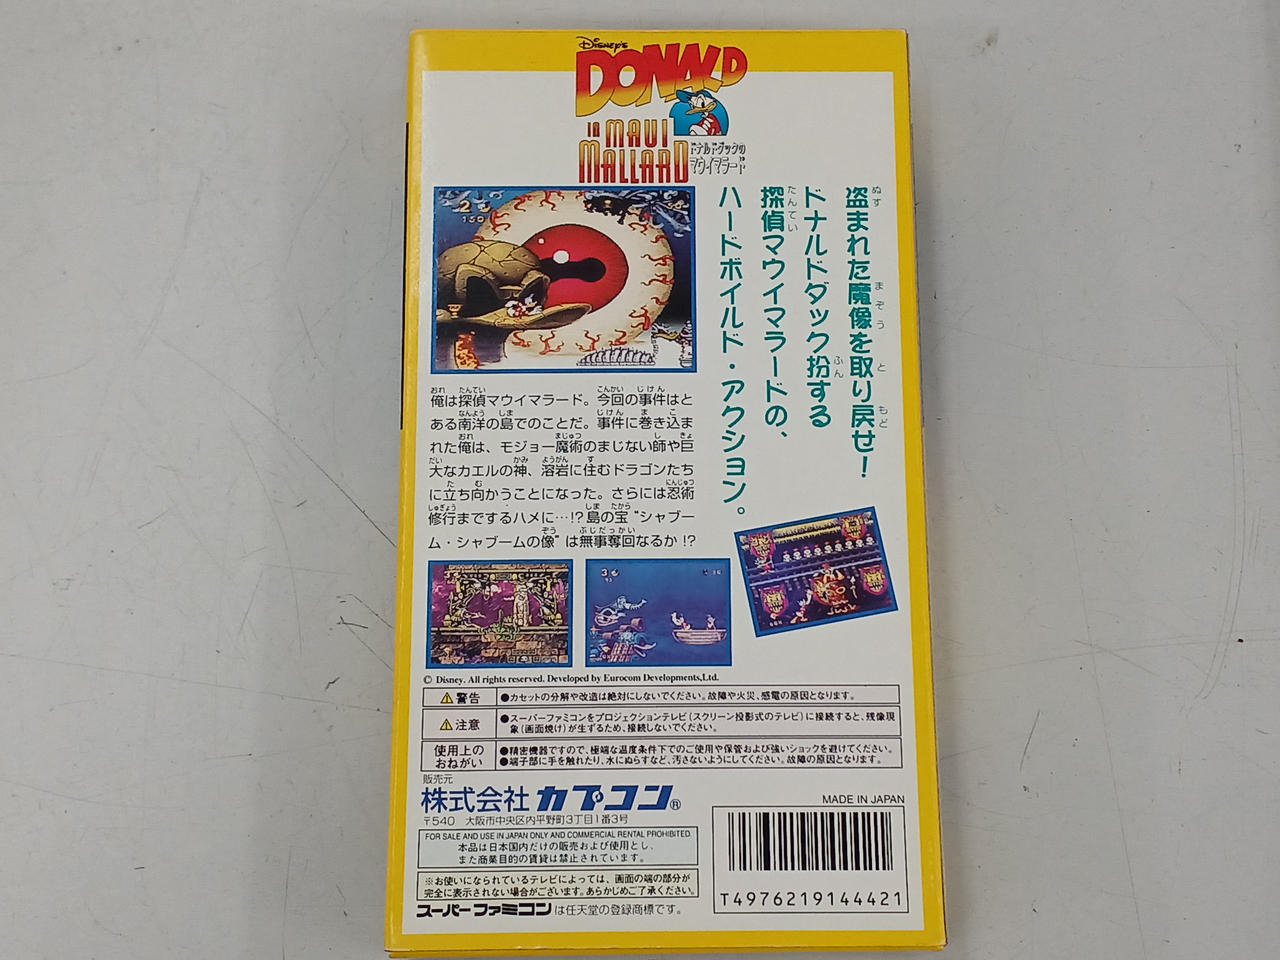 Disney's
DONALD
in MAUI
MALLARD
ドナルドダックの
マウイマラード
盗まれた魔像を取り戻せ！
ドナルドダック扮する
探偵マウイマラードの、
ハードボイルド・アクション。
俺は探偵マウイマラード。今回の事件はと
ある南洋の島でのことだ。事件に巻き込ま
れた俺は、モジョー魔術のまじない師や巨
大なカエルの神、溶岩に住むドラゴンたち
に立ち向かうことになった。さらには忍術
修行までするハメに…!? 島の宝“シャブー
ム・シャブームの像”は無事奪回なるか!?
© Disney. All rights reserved. Developed by Eurocom Developments,Ltd.
警告 ●カセットの分解や改造は絶対にしないでください。故障や火災、感電の原因となります。
注意 ●スーパーファミコンをプロジェクションテレビ(スクリーン投影式のテレビ)に接続すると、残像現
象(画面焼け)が生ずるため、接続しないでください。
使用上の
おねがい
●精密機器ですので、極端な温度条件下でのご使用や保管および強いショックを避けてください。
●端子部に手を触れたり、水にぬらすなど、汚さないようにしてください。故障の原因となります。
販売元
株式会社 カプコン®
〒540 大阪市中央区内平野町3丁目1番3号
FOR SALE AND USE IN JAPAN ONLY AND COMMERCIAL RENTAL PROHIBITED.
本品は日本国内だけの販売および使用とし、
また商業目的の賃貸は禁止されています。
※お使いになられているテレビによっては、画面の端の部分が
完全に表示されない場合がございます。あらかじめご了承ください。
スーパーファミコンは任天堂の登録商標です。
MADE IN JAPAN
T4976219144421